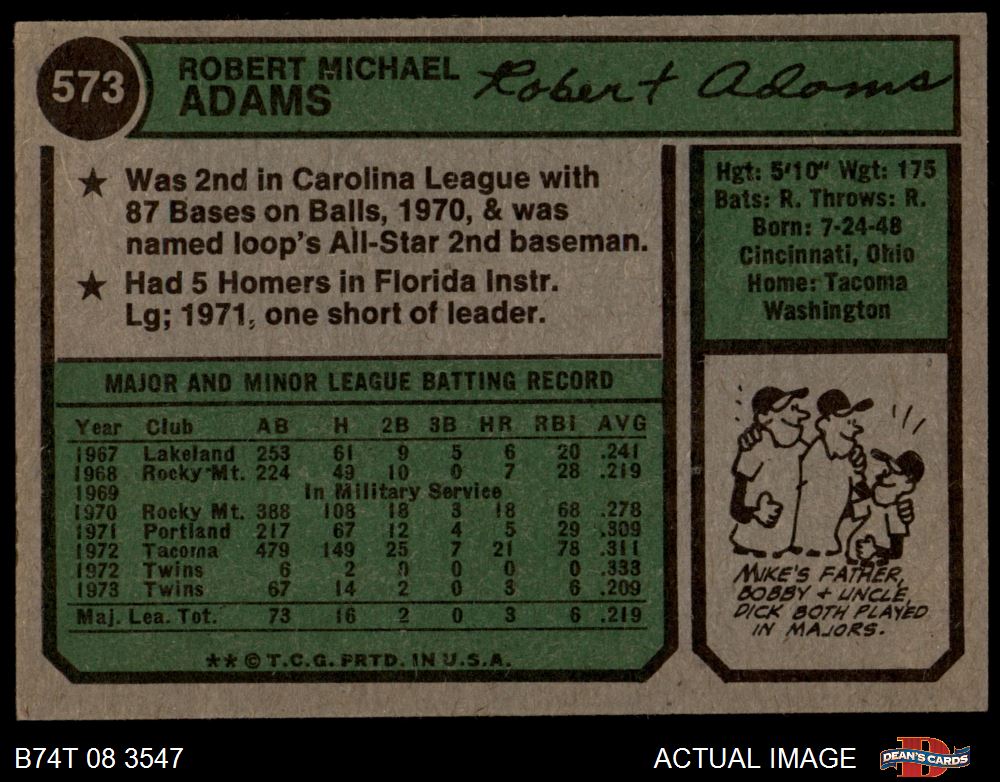 573
ROBERT MICHAEL
ADAMS
Robert Adams
★ Was 2nd in Carolina League with
87 Bases on Balls, 1970, & was
named loop's All-Star 2nd baseman.
★ Had 5 Homers in Florida Instr.
Lg; 1971, one short of leader.
Hgt: 5'10" Wgt: 175
Bats: R. Throws: R.
Born: 7-24-48
Cincinnati, Ohio
Home: Tacoma
Washington
MAJOR AND MINOR LEAGUE BATTING RECORD
Year Club AB H 2B 3B HR RBI AVG
1967 Lakeland 253 61 9 5 6 20 .241
1968 Rocky Mt. 224 49 10 0 7 28 .219
1969 In Military Service
1970 Rocky Mt. 388 108 18 3 18 68 .278
1971 Portland 217 67 12 4 5 29 .309
1972 Tacoma 479 149 25 7 21 78 .311
1972 Twins 6 2 0 0 0 0 .333
1973 Twins 67 14 2 0 3 6 .209
Maj. Lea. Tot. 73 16 2 0 3 6 .219
** © T.C.G. PRTD. IN U.S.A.
MIKE'S FATHER,
BOBBY + UNCLE,
DICK BOTH PLAYED
IN MAJORS.
B74T 08 3547
ACTUAL IMAGE
DEAN'S CARDS